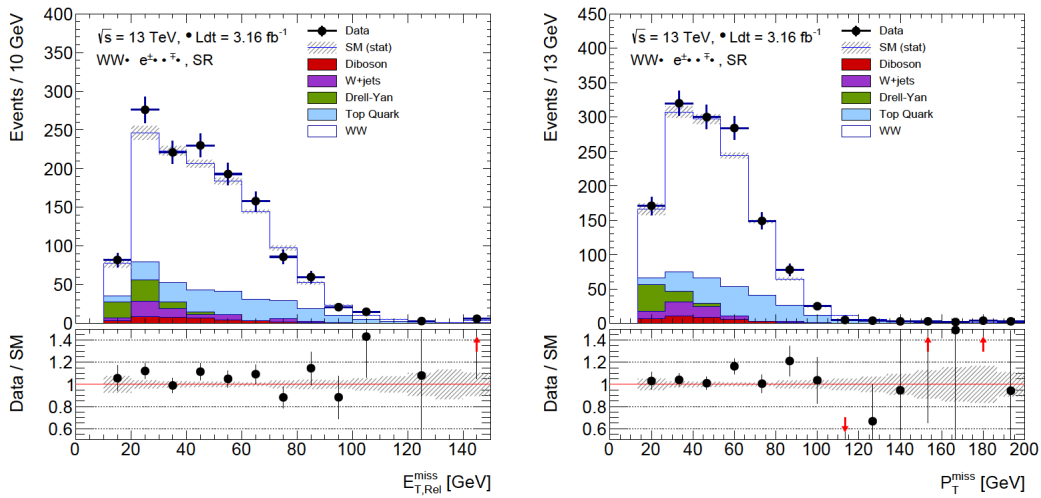 Events / 10 GeV
400
350
300
250
200
150
100
50
0
√s = 13 TeV, • Ldt = 3.16 fb⁻¹
WW• e±• • ∓• , SR
Data
SM (stat)
Diboson
W+jets
Drell-Yan
Top Quark
WW
Data / SM
1.4
1.2
1
0.8
0.6
0 20 40 60 80 100 120 140
E_{T,Rel}^{miss} [GeV]
Events / 13 GeV
450
400
350
300
250
200
150
100
50
0
√s = 13 TeV, • Ldt = 3.16 fb⁻¹
WW• e±• • ∓• , SR
Data
SM (stat)
Diboson
W+jets
Drell-Yan
Top Quark
WW
Data / SM
1.4
1.2
1
0.8
0.6
0 20 40 60 80 100 120 140 160 180 200
P_T^{miss} [GeV]